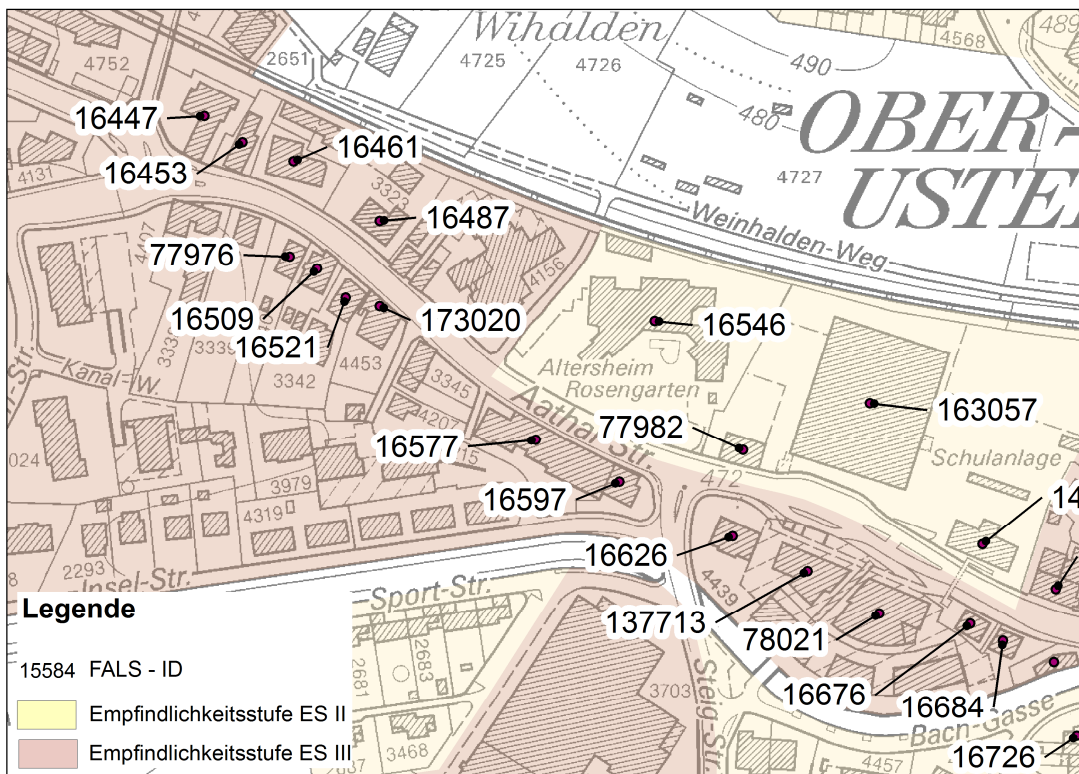 Wihalden
4752
2651
4725
4726
490
489
4568
480
OBER-
USTE
4727
16447
16453
16461
4131
3323
16487
Weinhalden-Weg
77976
4156
16509
16521
173020
16546
3339
3342
4453
3345
Kanal-W.
Altersheim
Rosengarten
163057
Aathal-Str.
77982
16577
Schulanlage
472
16597
3979
4319
16626
2293
Insel-Str.
Sport-Str.
4439
137713
78021
16676
16684
2683
2681
3703
Steig-Str.
Bach-Gasse
3468
4457
16726
Legende
15584 FALS - ID
Empfindlichkeitsstufe ES II
Empfindlichkeitsstufe ES III